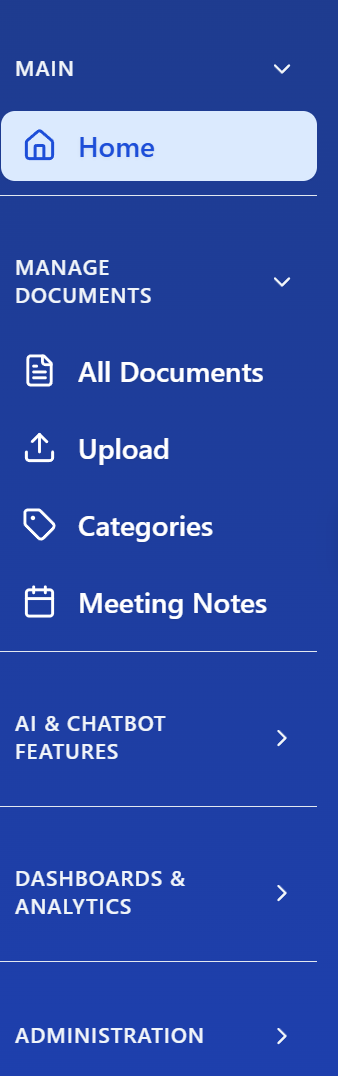 MAIN
Home
MANAGE
DOCUMENTS
All Documents
Upload
Categories
Meeting Notes
AI & CHATBOT
FEATURES
DASHBOARDS &
ANALYTICS
ADMINISTRATION